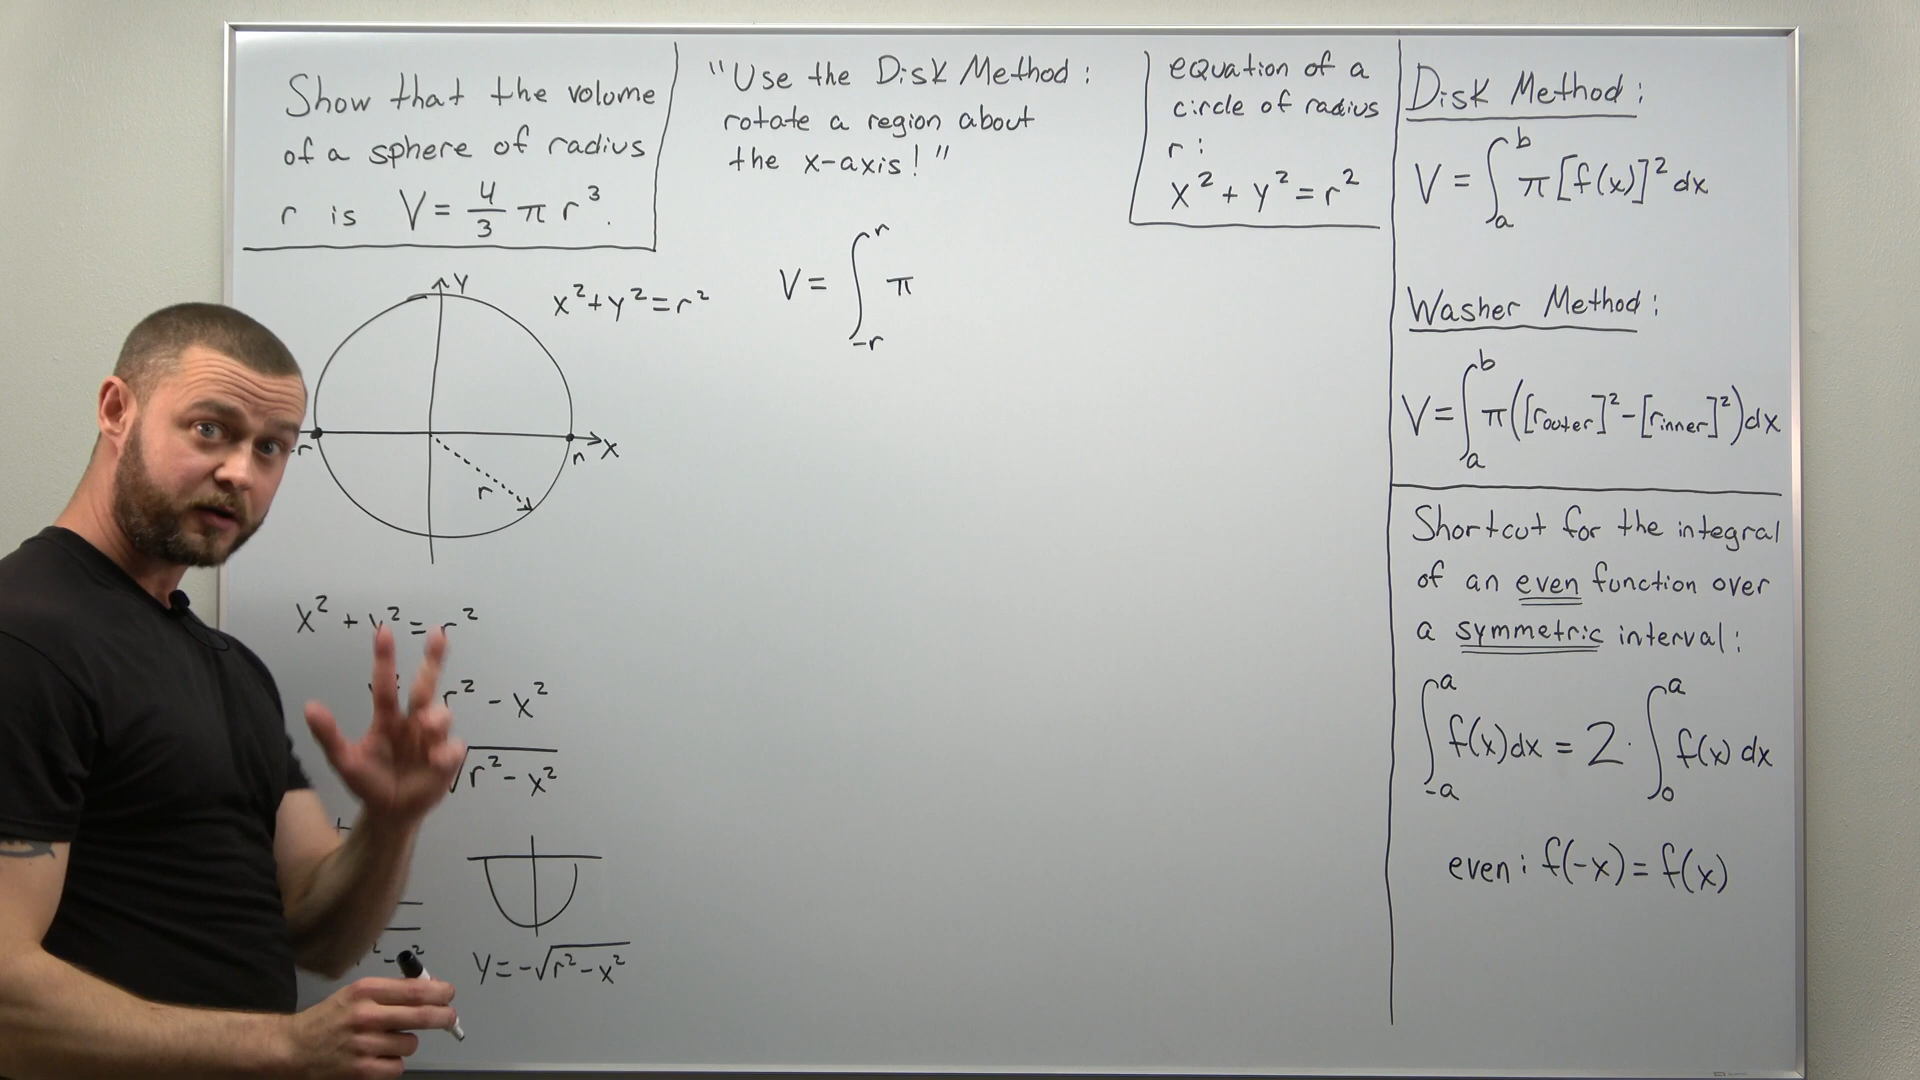 Show that the volume
of a sphere of radius
r is V = 4/3 π r³.
"Use the Disk Method:
rotate a region about
the x-axis!"
equation of a
circle of radius
r:
x² + y² = r²
y
x² + y² = r²
-r
r
x
r
x² + y² = r²
r² - x²
√r² - x²
y = -√r² - x²
V = ∫_{-r}^{r} π
Disk Method:
V = ∫_a^b π [f(x)]² dx
Washer Method:
V = ∫_a^b π ([r_outer]² - [r_inner]²) dx
Shortcut for the integral
of an even function over
a symmetric interval:
∫_{-a}^{a} f(x) dx = 2 · ∫_0^a f(x) dx
even: f(-x) = f(x)